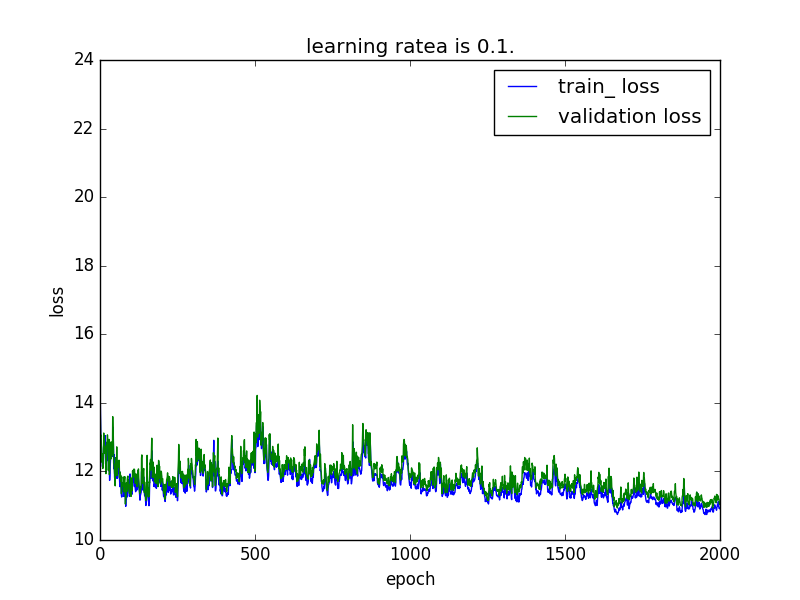 learning ratea is 0.1.
24
train_ loss
validation loss
22
20
18
16
loss
14
12
10
0
500
1000
1500
2000
epoch